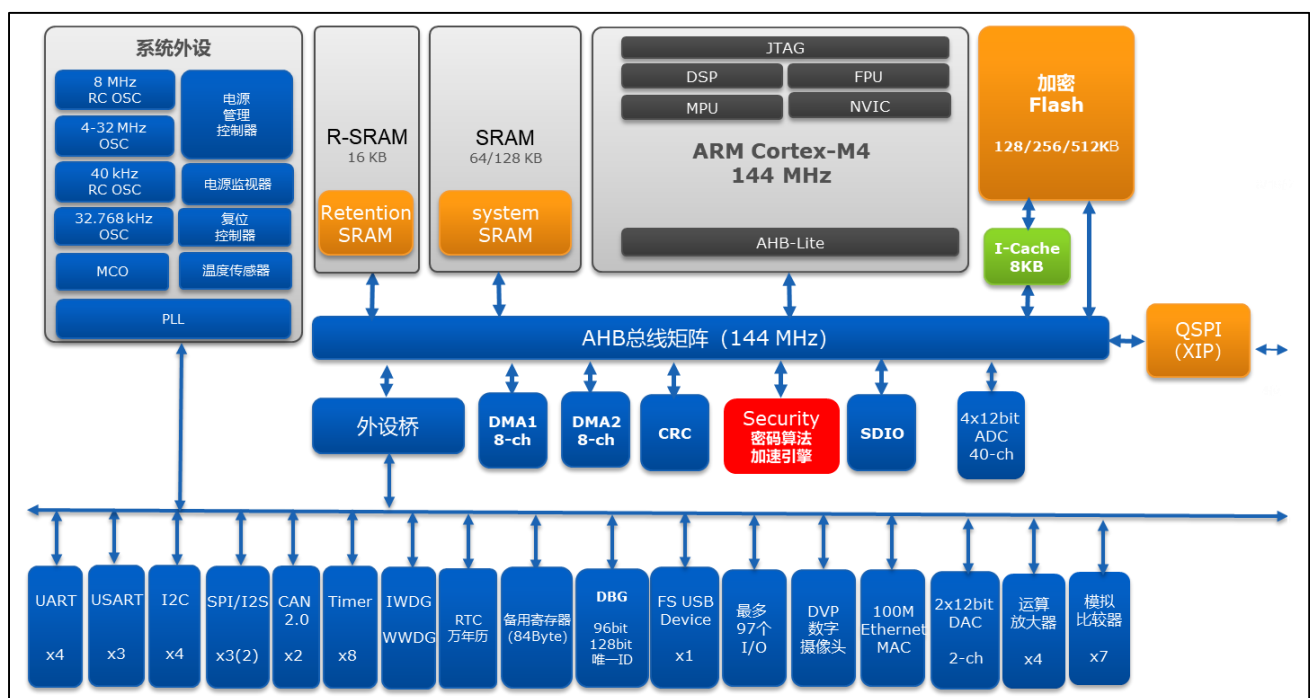 系统外设
8 MHz
RC OSC
电源
管理
控制器
4-32 MHz
OSC
40 kHz
RC OSC
电源监视器
32.768 kHz
OSC
复位
控制器
MCO
温度传感器
PLL
R-SRAM
16 KB
Retention
SRAM
SRAM
64/128 KB
system
SRAM
JTAG
DSP
FPU
MPU
NVIC
ARM Cortex-M4
144 MHz
AHB-Lite
加密
Flash
128/256/512KB
I-Cache
8KB
AHB总线矩阵（144 MHz）
QSPI
(XIP)
外设桥
DMA1
8-ch
DMA2
8-ch
CRC
Security
密码算法
加速引擎
SDIO
4x12bit
ADC
40-ch
UART
x4
USART
x3
I2C
x4
SPI/I2S
x3(2)
CAN
2.0
x2
Timer
x8
IWDG
WWDG
RTC
万年历
备用寄存器
(84Byte)
DBG
96bit
128bit
唯一ID
FS USB
Device
x1
最多
97个
I/O
DVP
数字
摄像头
100M
Ethernet
MAC
2x12bit
DAC
2-ch
运算
放大器
x4
模拟
比较器
x7